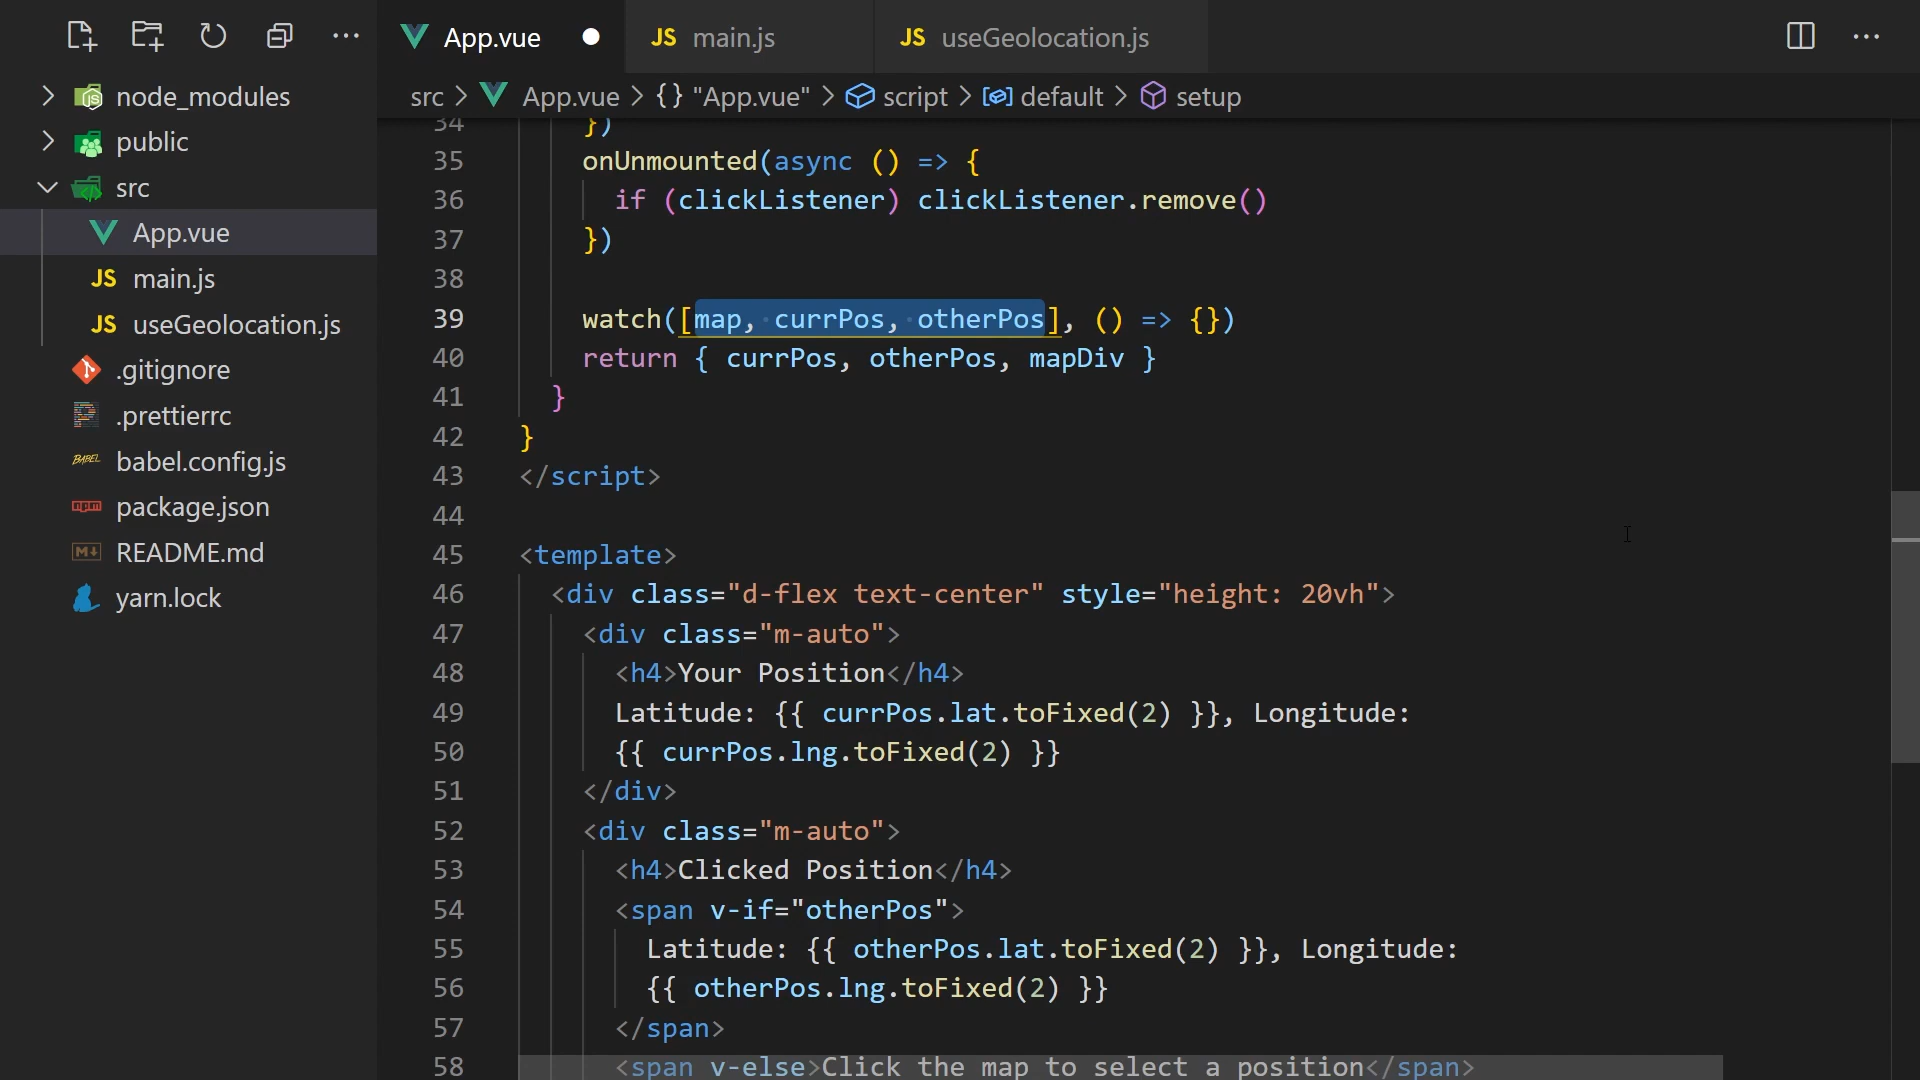 App.vue
main.js
useGeolocation.js
src > App.vue > {} "App.vue" > script > default > setup
node_modules
public
src
App.vue
main.js
useGeolocation.js
.gitignore
.prettierrc
babel.config.js
package.json
README.md
yarn.lock
34 })
35 onUnmounted(async () => {
36 if (clickListener) clickListener.remove()
37 })
38
39 watch([map, currPos, otherPos], () => {})
40 return { currPos, otherPos, mapDiv }
41 }
42 }
43 </script>
44
45 <template>
46 <div class="d-flex text-center" style="height: 20vh">
47 <div class="m-auto">
48 <h4>Your Position</h4>
49 Latitude: {{ currPos.lat.toFixed(2) }}, Longitude:
50 {{ currPos.lng.toFixed(2) }}
51 </div>
52 <div class="m-auto">
53 <h4>Clicked Position</h4>
54 <span v-if="otherPos">
55 Latitude: {{ otherPos.lat.toFixed(2) }}, Longitude:
56 {{ otherPos.lng.toFixed(2) }}
57 </span>
58 <span v-else>Click the map to select a position</span>